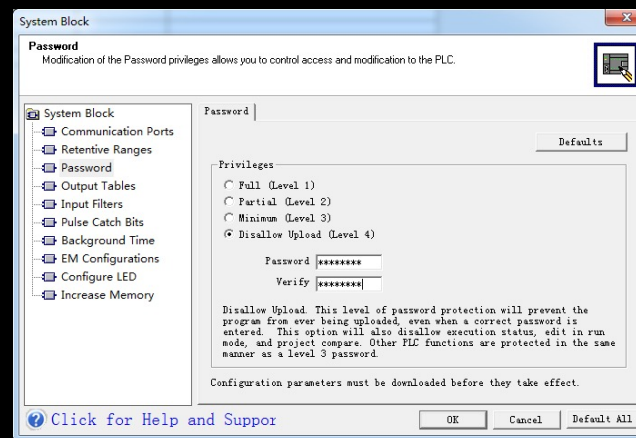 System Block
Password
Modification of the Password privileges allows you to control access and modification to the PLC.
System Block
Communication Ports
Retentive Ranges
Password
Output Tables
Input Filters
Pulse Catch Bits
Background Time
EM Configurations
Configure LED
Increase Memory
Password
Defaults
Privileges
Full (Level 1)
Partial (Level 2)
Minimum (Level 3)
Disallow Upload (Level 4)
Password ********
Verify ********
Disallow Upload. This level of password protection will prevent the
program from ever being uploaded, even when a correct password is
entered. This option will also disallow execution status, edit in run
mode, and project compare. Other PLC functions are protected in the same
manner as a level 3 password.
Configuration parameters must be downloaded before they take effect.
Click for Help and Suppor
OK
Cancel
Default All